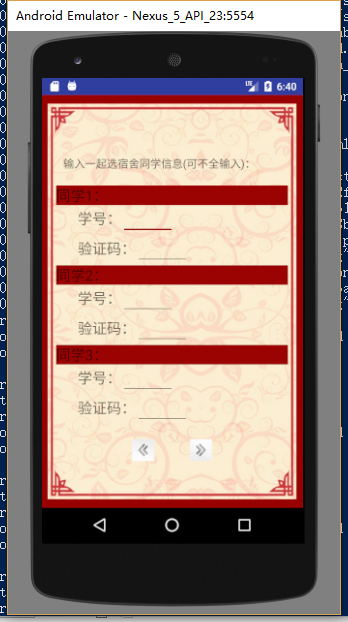 Android Emulator - Nexus_5_API_23:5554
LTE 6:40
输入一起选宿舍同学信息(可不全输入)：
同学1：
学号：
验证码：
同学2：
学号：
验证码：
同学3：
学号：
验证码：